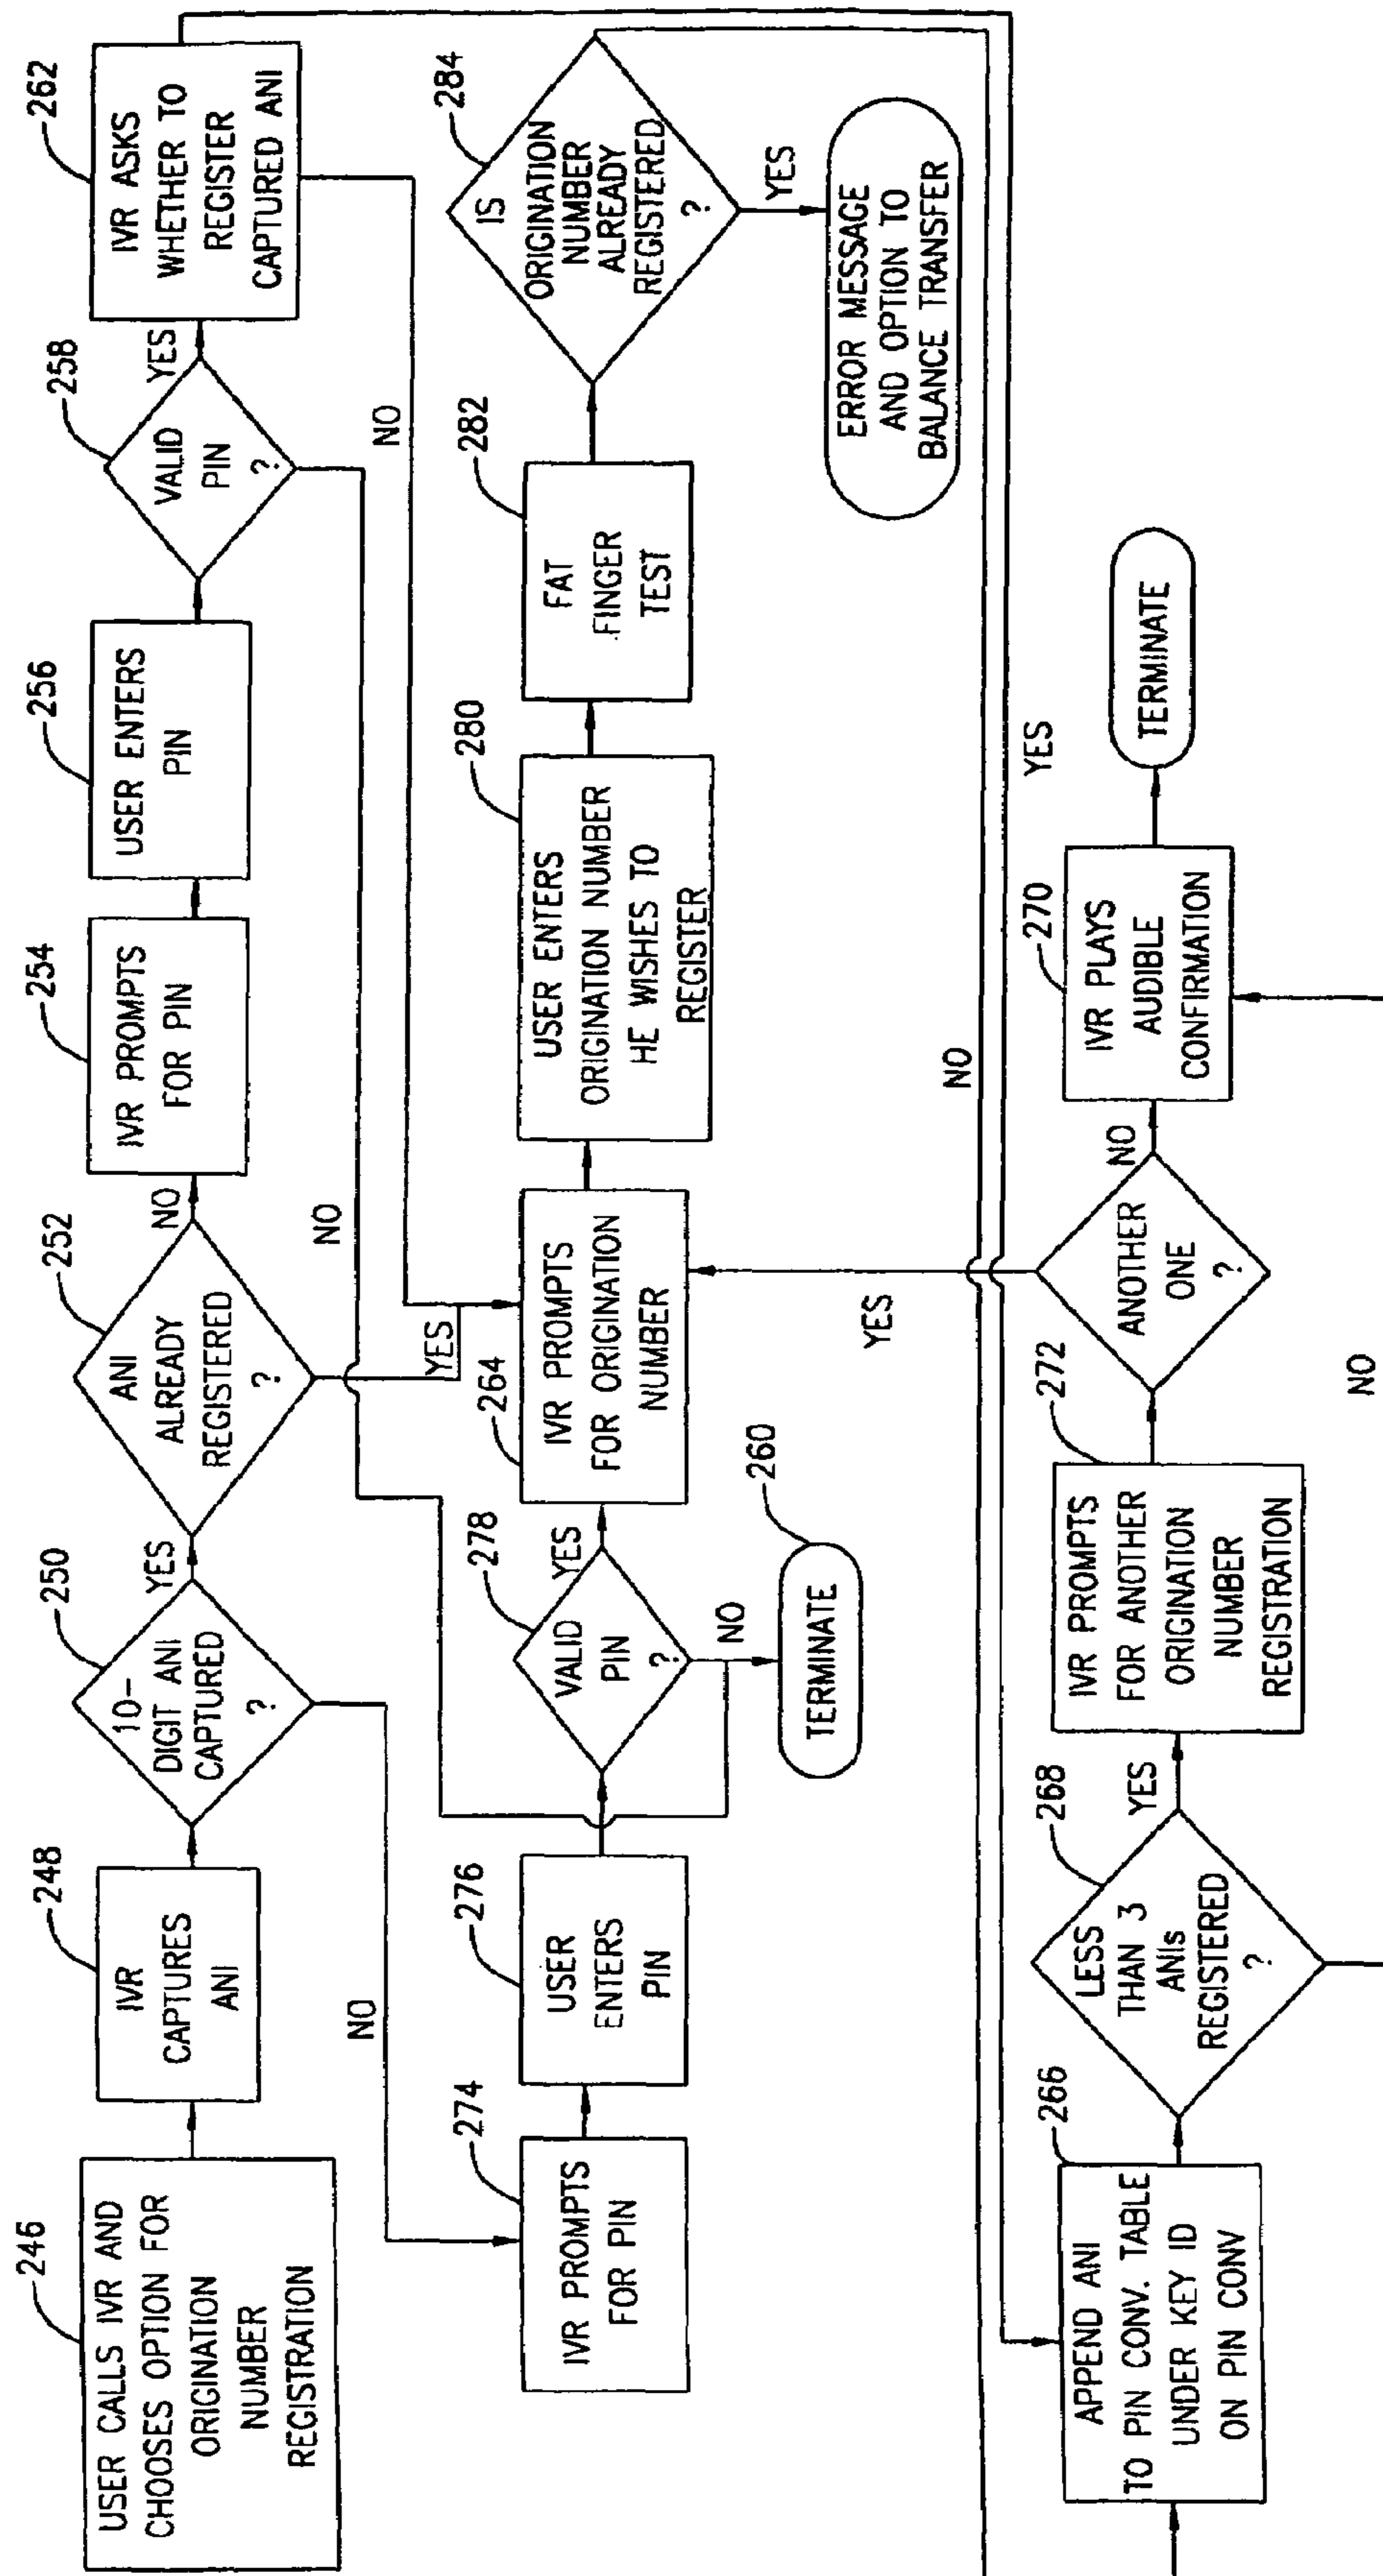 246
USER CALLS IVR AND
CHOOSES OPTION FOR
ORIGINATION
NUMBER
REGISTRATION
248
IVR
CAPTURES
ANI
250
10-
DIGIT ANI
CAPTURED
?
YES
NO
252
ANI
ALREADY
REGISTERED
?
NO
YES
254
IVR PROMPTS
FOR PIN
256
USER ENTERS
PIN
258
VALID
PIN
?
YES
NO
262
IVR ASKS
WHETHER TO
REGISTER
CAPTURED ANI
NO
274
IVR PROMPTS
FOR PIN
276
USER
ENTERS
PIN
278
VALID
PIN
?
YES
NO
260
TERMINATE
264
IVR PROMPTS
FOR ORIGINATION
NUMBER
280
USER ENTERS
ORIGINATION NUMBER
HE WISHES TO
REGISTER
282
FAT
FINGER
TEST
284
IS
ORIGINATION
NUMBER
ALREADY
REGISTERED
?
YES
ERROR MESSAGE
AND OPTION TO
BALANCE TRANSFER
NO
YES
266
APPEND ANI
TO PIN CONV. TABLE
UNDER KEY ID
ON PIN CONV
268
LESS
THAN 3
ANIs
REGISTERED
?
YES
NO
272
IVR PROMPTS
FOR ANOTHER
ORIGINATION
NUMBER
REGISTRATION
ANOTHER
ONE
?
YES
NO
270
IVR PLAYS
AUDIBLE
CONFIRMATION
TERMINATE